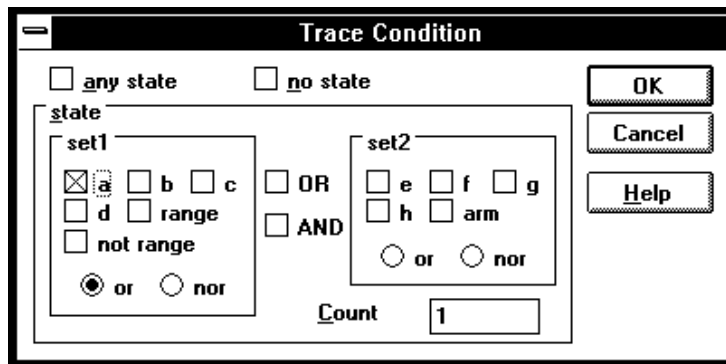 Trace Condition
any state no state
OK
state
set1 set2
Cancel
a b c OR e f g
d range AND h arm
Help
not range
or nor or nor
Count 1